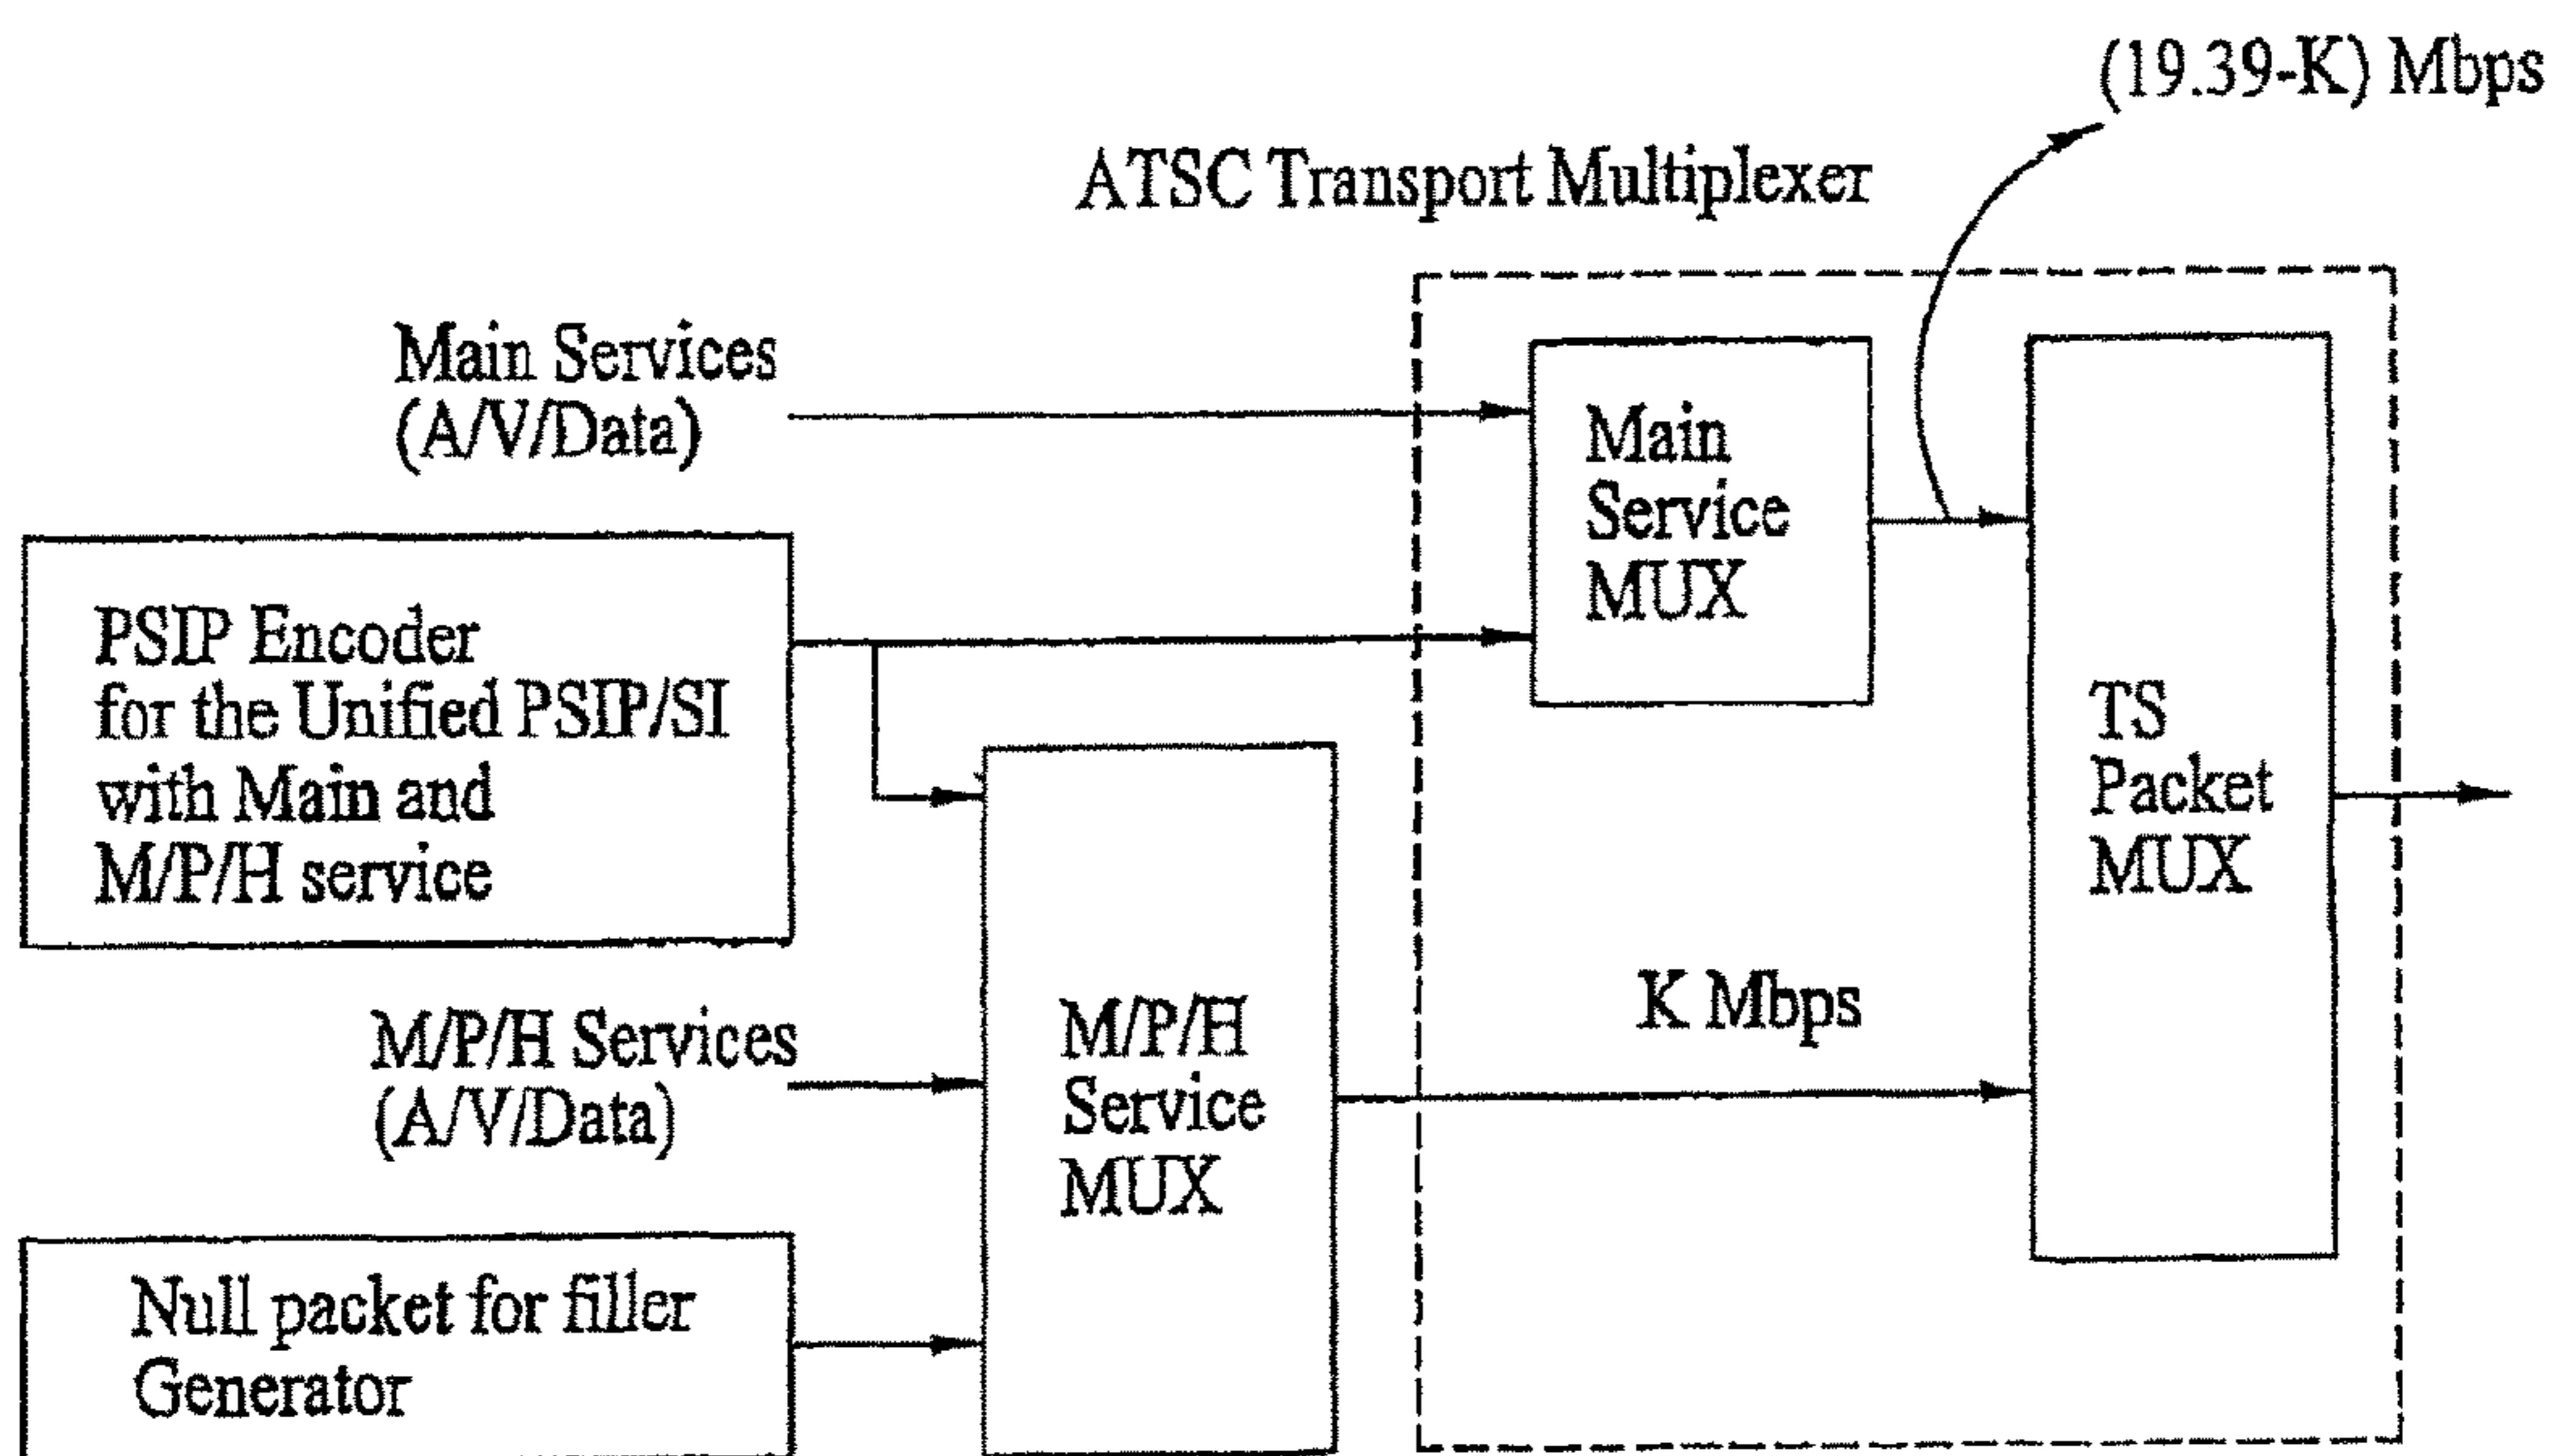 (19.39-K) Mbps
ATSC Transport Multiplexer
Main Services
(A/V/Data)
Main
Service
MUX
PSIP Encoder
for the Unified PSIP/SI
with Main and
M/P/H service
TS
Packet
MUX
M/P/H Services
(A/V/Data)
M/P/H
Service
MUX
K Mbps
Null packet for filler
Generator